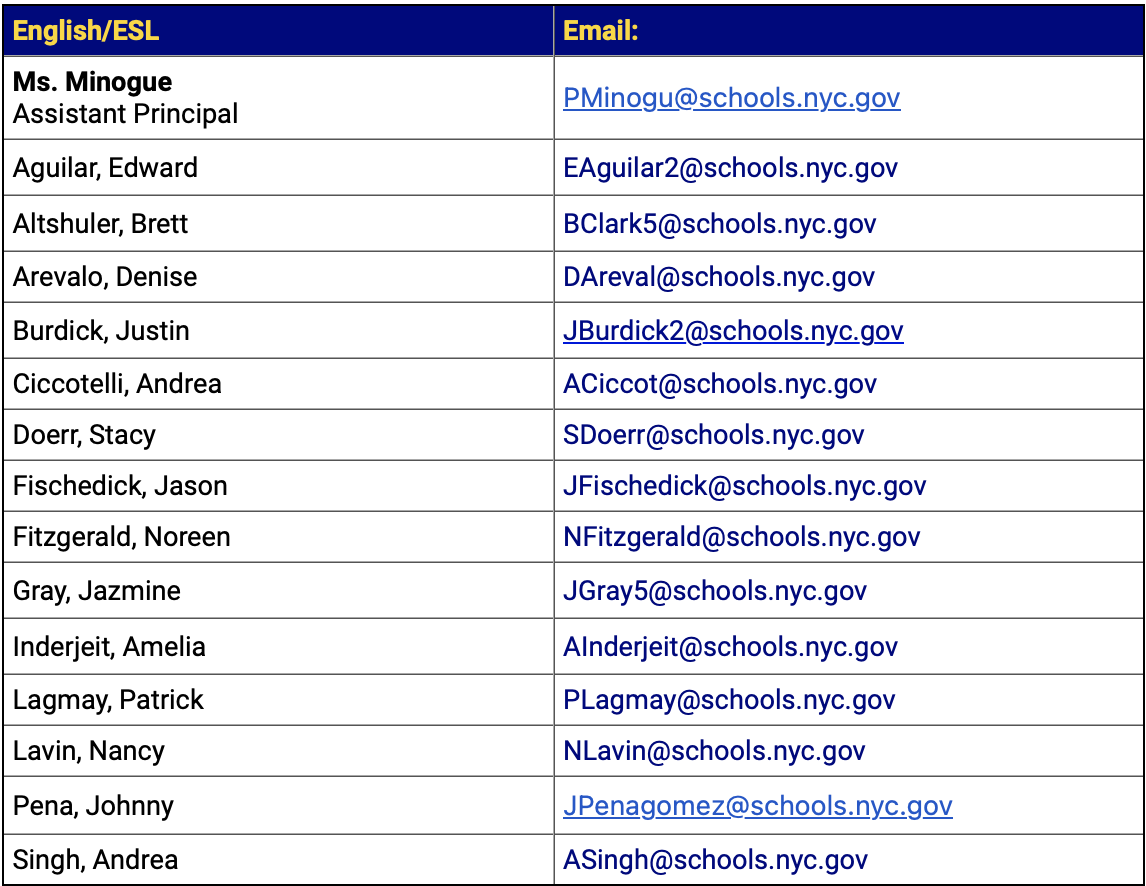 English/ESL Email:
Ms. Minogue
Assistant Principal
PMinogu@schools.nyc.gov
Aguilar, Edward EAguilar2@schools.nyc.gov
Altshuler, Brett BClark5@schools.nyc.gov
Arevalo, Denise DAreval@schools.nyc.gov
Burdick, Justin JBurdick2@schools.nyc.gov
Ciccotelli, Andrea ACiccot@schools.nyc.gov
Doerr, Stacy SDoerr@schools.nyc.gov
Fischedick, Jason JFischedick@schools.nyc.gov
Fitzgerald, Noreen NFitzgerald@schools.nyc.gov
Gray, Jazmine JGray5@schools.nyc.gov
Inderjeit, Amelia AInderjeit@schools.nyc.gov
Lagmay, Patrick PLagmay@schools.nyc.gov
Lavin, Nancy NLavin@schools.nyc.gov
Pena, Johnny JPenagomez@schools.nyc.gov
Singh, Andrea ASingh@schools.nyc.gov